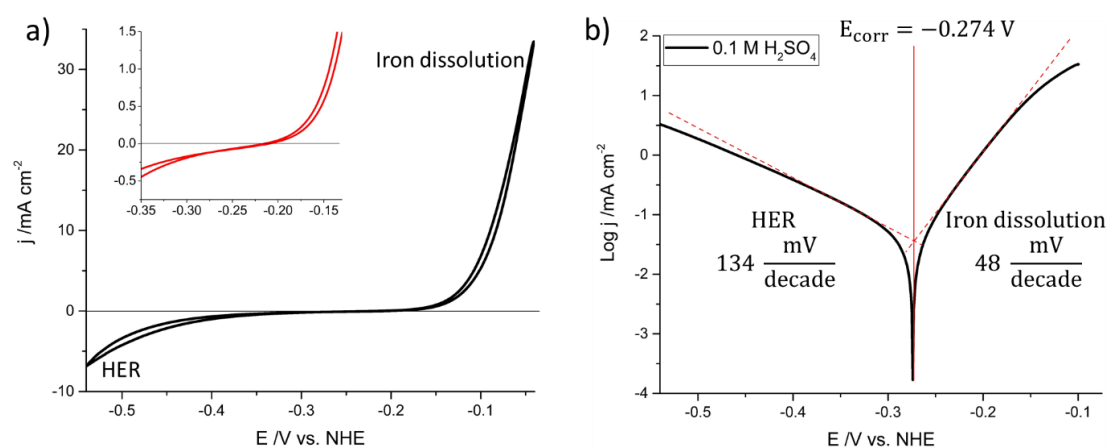 a)
1.5
1.0
0.5
0.0
-0.5
-0.35 -0.30 -0.25 -0.20 -0.15
Iron dissolution
HER
30
20
10
0
-10
j /mA cm-2
-0.5 -0.4 -0.3 -0.2 -0.1
E /V vs. NHE
b)
Ecorr = −0.274 V
0.1 M H2SO4
HER
134 mV/decade
Iron dissolution
48 mV/decade
2
1
0
-1
-2
-3
-4
Log j /mA cm-2
-0.5 -0.4 -0.3 -0.2 -0.1
E /V vs. NHE